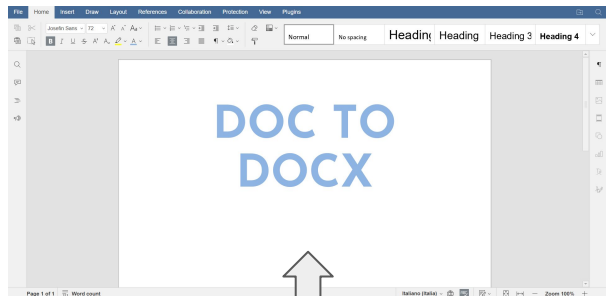 File Home Insert Draw Layout References Collaboration Protection View Plugins
Josefin Sans 72
Normal No spacing Heading Heading Heading 3 Heading 4
DOC TO
DOCX
Page 1 of 1 Word count Italiano (Italia) Zoom 100%